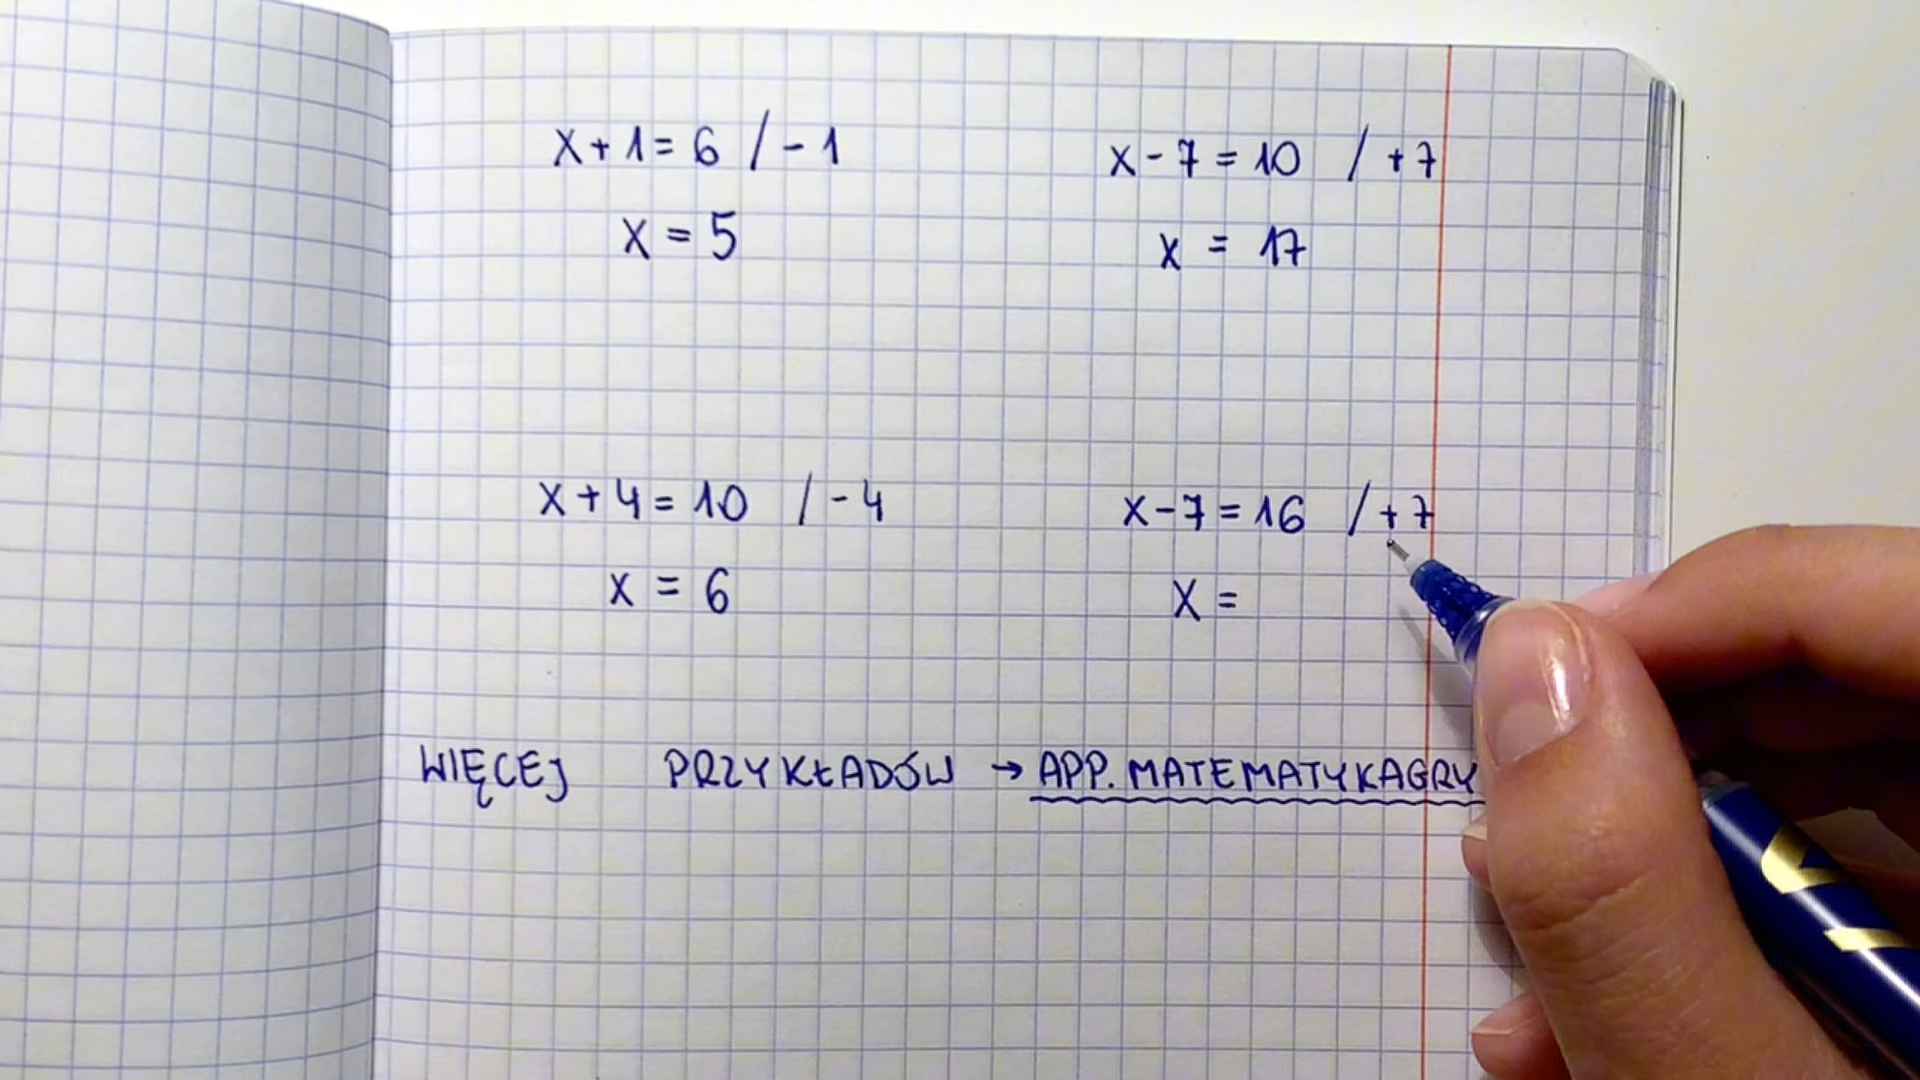 x + 1 = 6 / - 1
x = 5
x - 7 = 10 / + 7
x = 17
x + 4 = 10 / - 4
x = 6
x - 7 = 16 / + 7
x =
WIĘCEJ PRZYKŁADÓW → APP. MATEMATYKAGRY